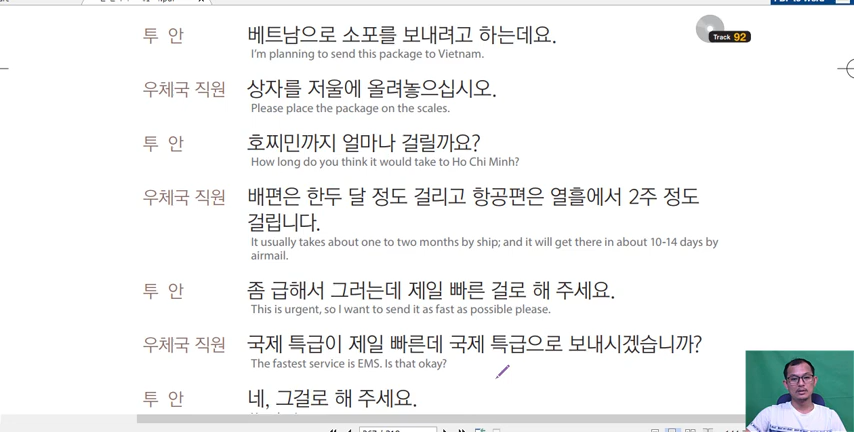 Track 92
투 안 베트남으로 소포를 보내려고 하는데요.
I'm planning to send this package to Vietnam.
우체국 직원 상자를 저울에 올려놓으십시오.
Please place the package on the scales.
투 안 호찌민까지 얼마나 걸릴까요?
How long do you think it would take to Ho Chi Minh?
우체국 직원 배편은 한두 달 정도 걸리고 항공편은 열흘에서 2주 정도
걸립니다.
It usually takes about one to two months by ship; and it will get there in about 10-14 days by
airmail.
투 안 좀 급해서 그러는데 제일 빠른 걸로 해 주세요.
This is urgent, so I want to send it as fast as possible please.
우체국 직원 국제 특급이 제일 빠른데 국제 특급으로 보내시겠습니까?
The fastest service is EMS. Is that okay?
투 안 네, 그걸로 해 주세요.